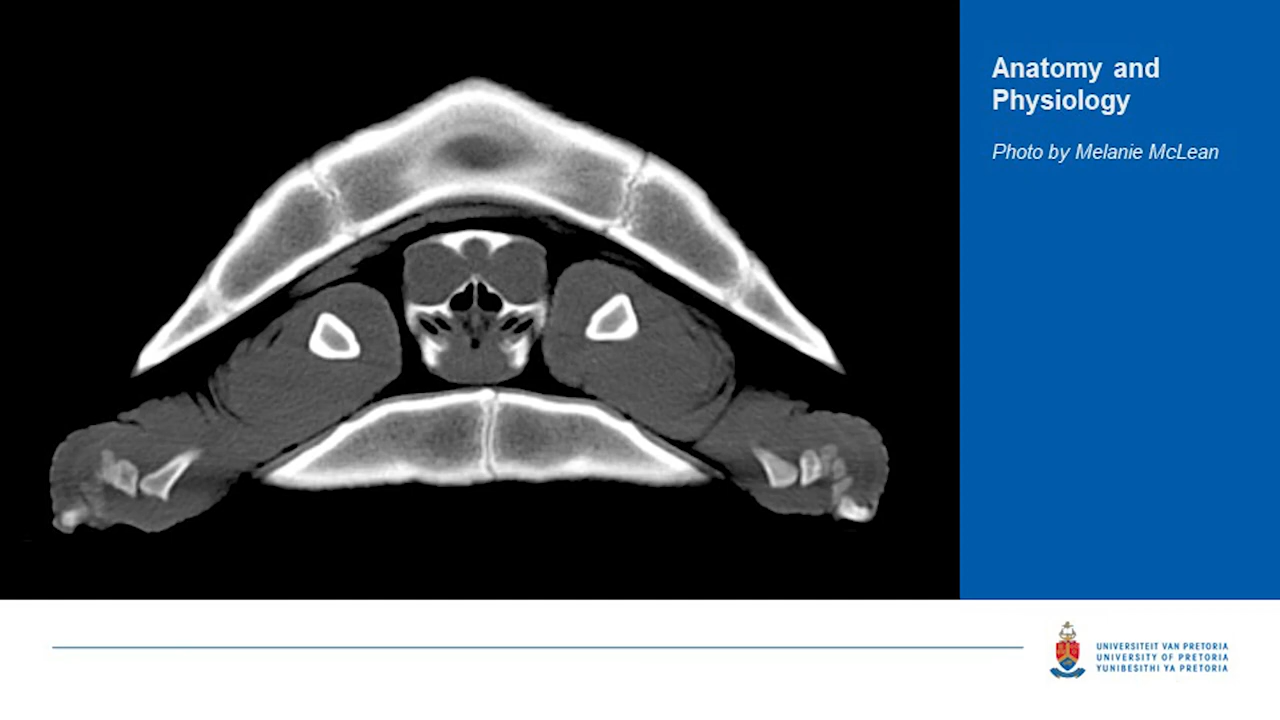 Anatomy and
Physiology
Photo by Melanie McLean
UNIVERSITEIT VAN PRETORIA
UNIVERSITY OF PRETORIA
YUNIBESITHI YA PRETORIA